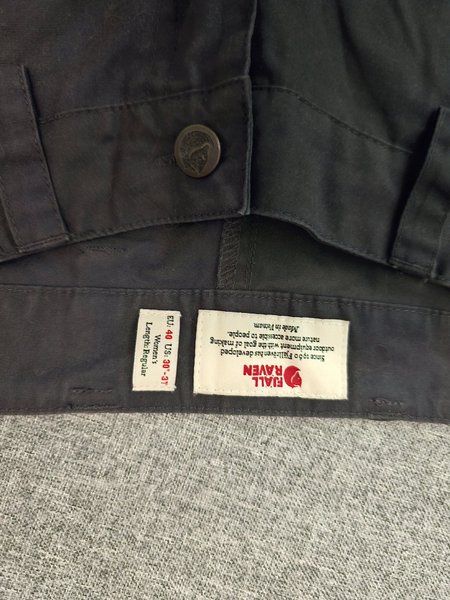 FJÄLL
RÄVEN
Since 1960 Fjällräven has developed
outdoor equipment with the goal of making
nature more accessible to people.
Made in Vietnam.
EU: 40 US: 30"-31"
Women's
Length: Regular